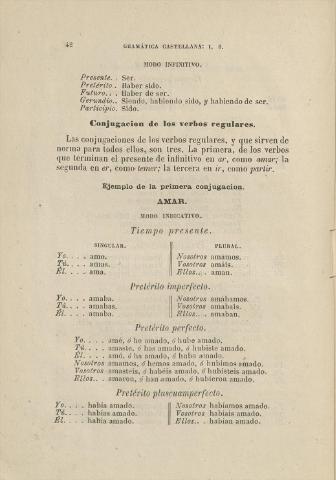 42 GRAMÁTICA CASTELLANA: 1, 6.
MODO INFINITIVO.
Presente. . Ser.
Pretérito. . Haber sido.
Futuro. . . Haber de ser.
Gerundio. . Siendo, habiendo sido, y habiendo de ser.
Participio. Sido.
Conjugacion de los verbos regulares.
Las conjugaciones de los verbos regulares, y que sirven de
norma para todos ellos, son tres. La primera, de los verbos
que terminan el presente de infinitivo en ar, como amar; la
segunda en er, como temer; la tercera en ir, como partir.
Ejemplo de la primera conjugacion.
AMAR.
MODO INDICATIVO.
Tiempo presente.
SINGULAR. PLURAL.
Yo. . . . amo. Nosotros amamos.
Tú. . . . amas. Vosotros amáis.
Él. . . . ama. Ellos. . . aman.
Pretérito imperfecto.
Yo. . . . amaba. Nosotros amábamos.
Tú. . . . amabas. Vosotros amabais.
Él. . . . amaba. Ellos. . . amaban.
Pretérito perfecto.
Yo. . . . amé, ó he amado, ó hube amado.
Tú. . . . amaste, ó has amado, ó hubiste amado.
Él. . . . amó, ó ha amado, ó hubo amado.
Nosotros amamos, ó hemos amado, ó hubimos amado.
Vosotros amasteis, ó habéis amado, ó hubisteis amado.
Ellos. . . amaron, ó han amado, ó hubieron amado.
Pretérito pluscuamperfecto.
Yo. . . . había amado. Nosotros habíamos amado.
Tú. . . . habías amado. Vosotros habíais amado.
Él. . . . había amado. Ellos. . . habían amado.